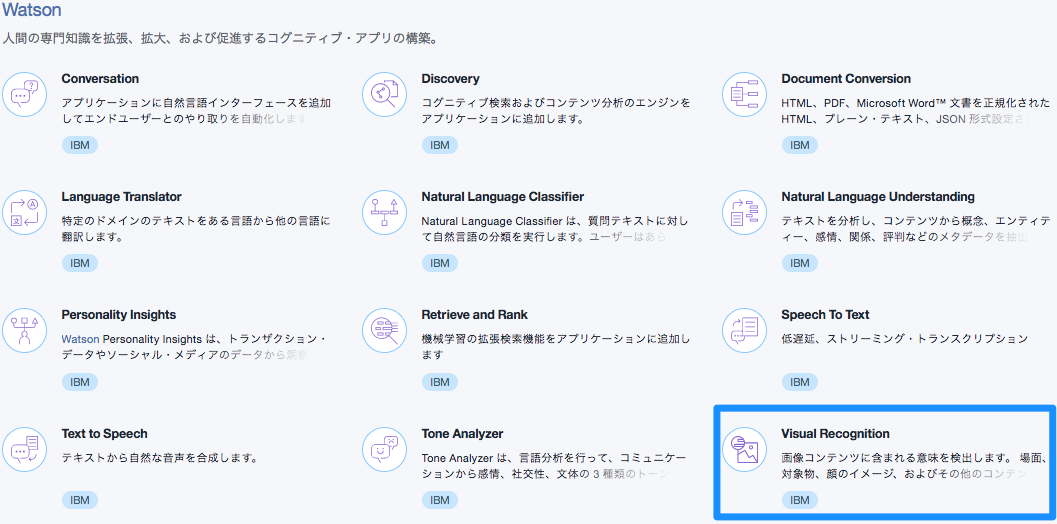 Watson
人間の専門知識を拡張、拡大、および促進するコグニティブ・アプリの構築。
Conversation
アプリケーションに自然言語インターフェースを追加
してエンドユーザーとのやり取りを自動化します
IBM
Discovery
コグニティブ検索およびコンテンツ分析のエンジンを
アプリケーションに追加します。
IBM
Document Conversion
HTML、PDF、Microsoft Word™ 文書を正規化された
HTML、プレーン・テキスト、JSON 形式設定さ
IBM
Language Translator
特定のドメインのテキストをある言語から他の言語に
翻訳します。
IBM
Natural Language Classifier
Natural Language Classifier は、質問テキストに対し
て自然言語の分類を実行します。ユーザーはあら
IBM
Natural Language Understanding
テキストを分析し、コンテンツから概念、エンティテ
ィー、感情、関係、評判などのメタデータを抽出
IBM
Personality Insights
Watson Personality Insights は、トランザクション・
データやソーシャル・メディアのデータから洞察
IBM
Retrieve and Rank
機械学習の拡張検索機能をアプリケーションに追加し
ます
IBM
Speech To Text
低遅延、ストリーミング・トランスクリプション
IBM
Text to Speech
テキストから自然な音声を合成します。
IBM
Tone Analyzer
Tone Analyzer は、言語分析を行って、コミュニケー
ションから感情、社交性、文体の 3 種類のトーン
IBM
Visual Recognition
画像コンテンツに含まれる意味を検出します。 場面、
対象物、顔のイメージ、およびその他のコンテン
IBM